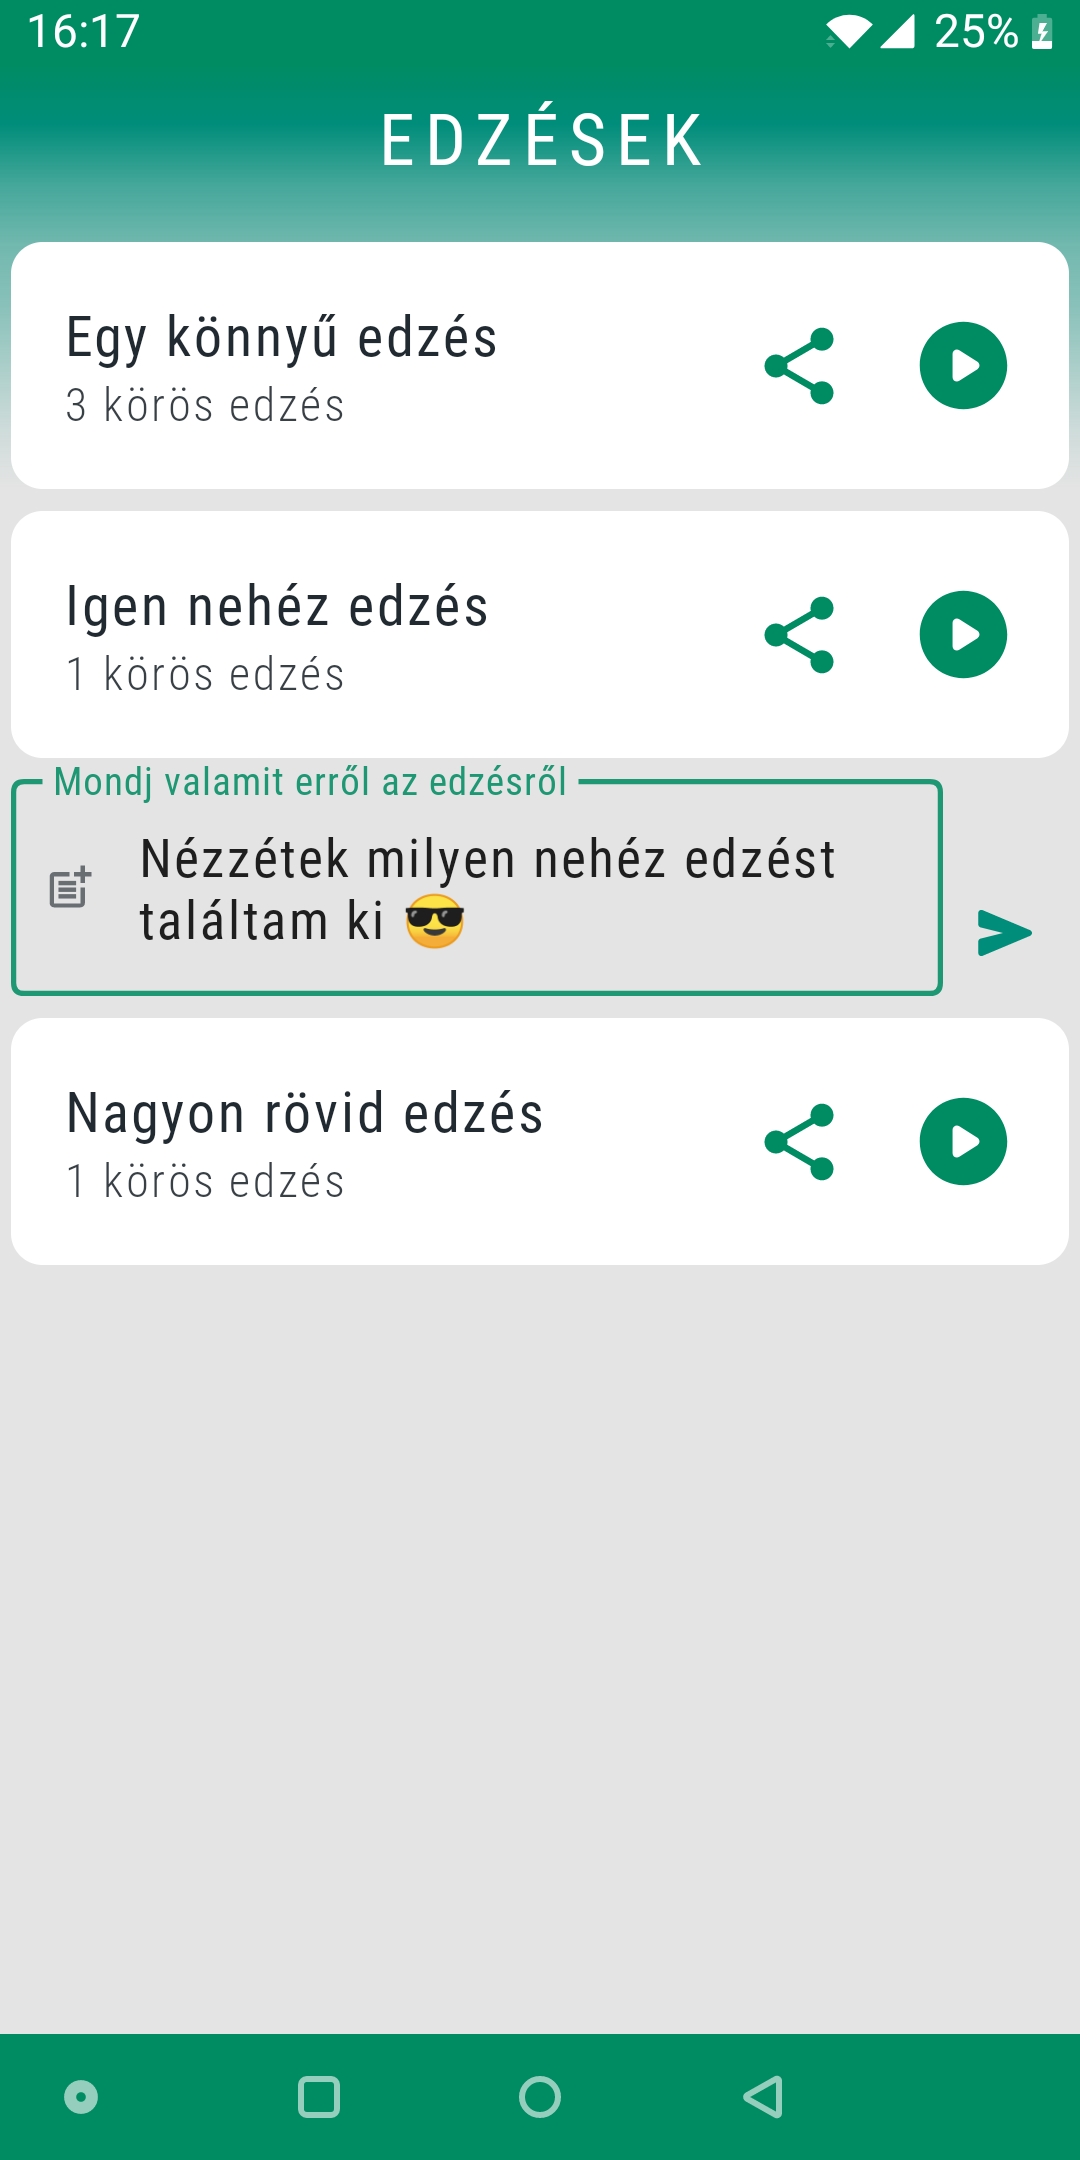 16:17
25%
EDZÉSEK
Egy könnyű edzés
3 körös edzés
Igen nehéz edzés
1 körös edzés
Mondj valamit erről az edzésről
Nézzétek milyen nehéz edzést
találtam ki 😎
Nagyon rövid edzés
1 körös edzés